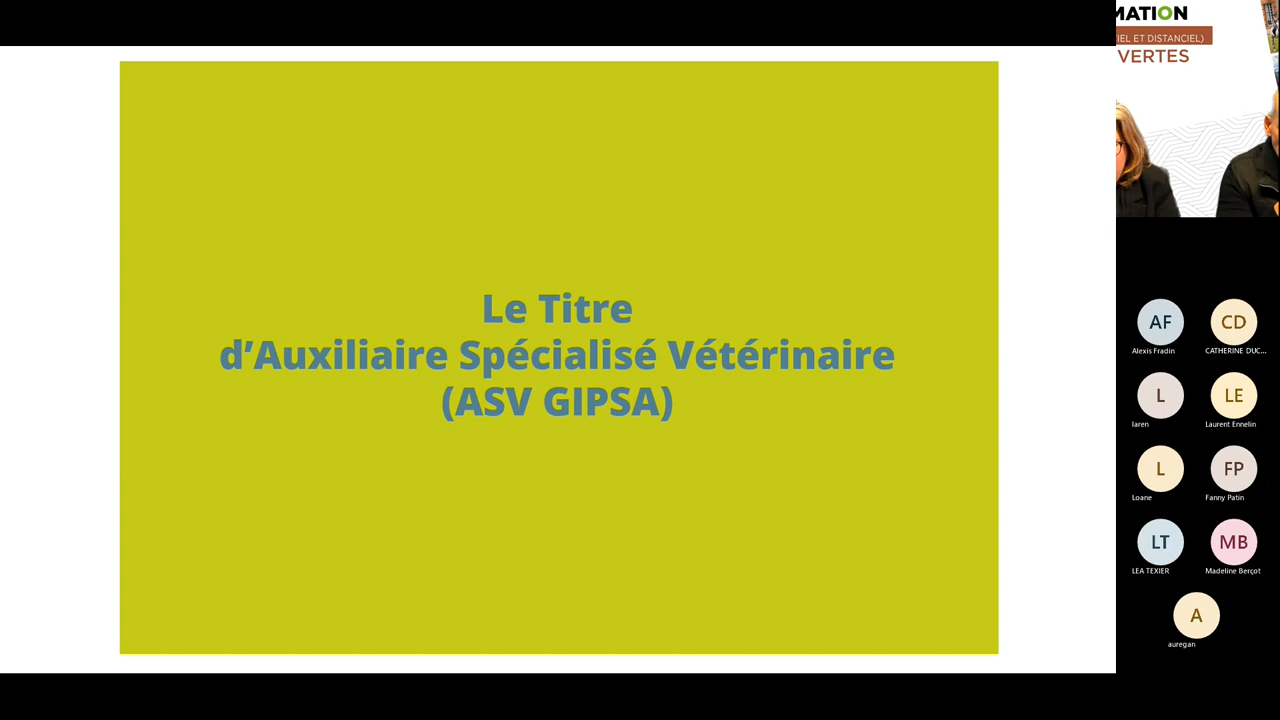 Le Titre
d’Auxiliaire Spécialisé Vétérinaire
(ASV GIPSA)
MATION
IEL ET DISTANCIEL)
VERTES
AF
Alexis Fradin
CD
CATHERINE DUC...
L
laren
LE
Laurent Ennelin
L
Loane
FP
Fanny Patin
LT
LEA TEXIER
MB
Madeline Berçot
A
auregan